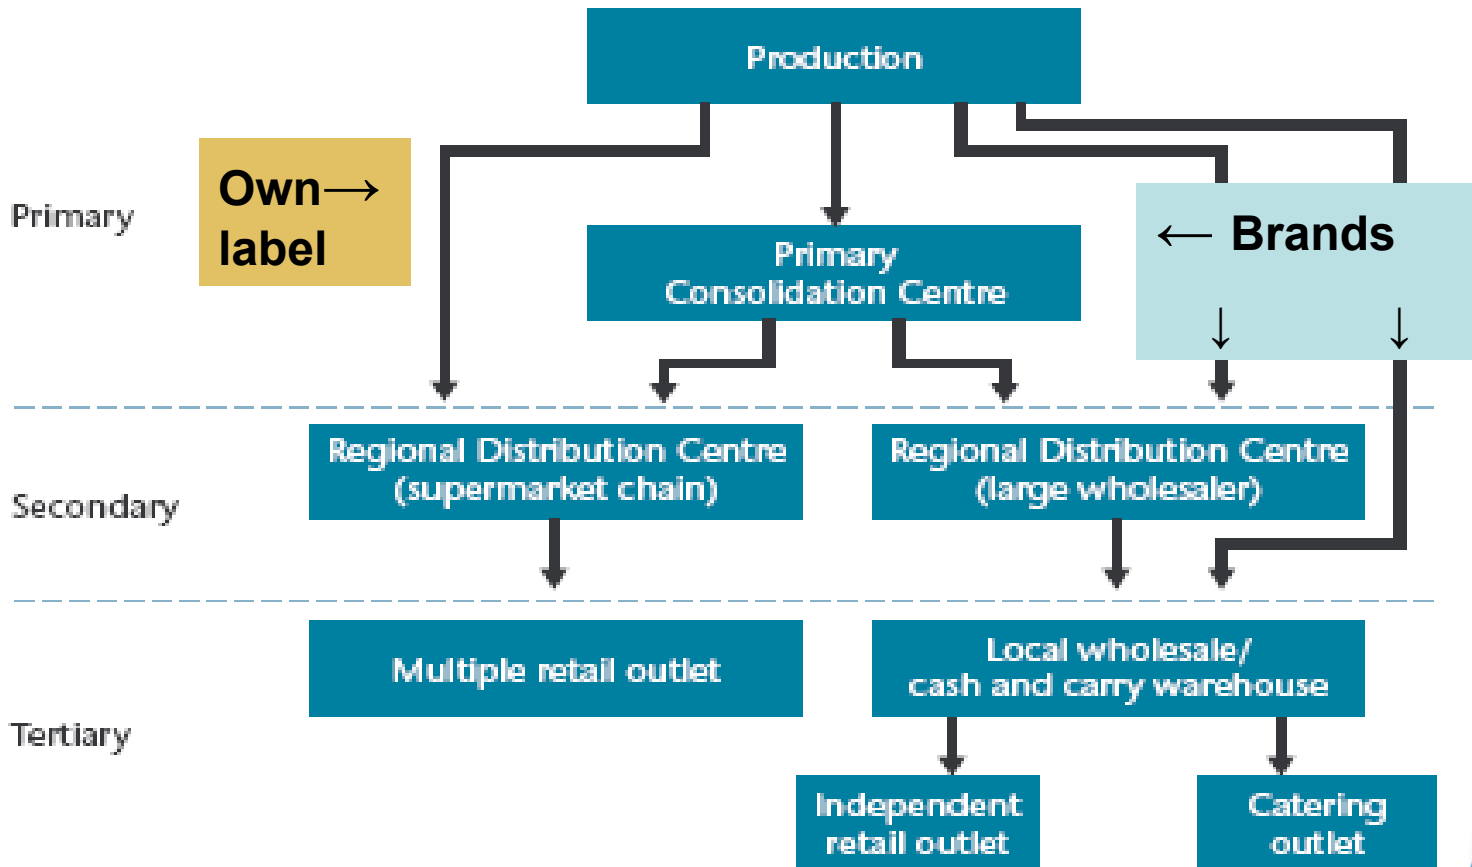 Production
Own→
label
Primary
← Brands
Primary
Consolidation Centre
↓ ↓
Regional Distribution Centre
(supermarket chain)
Regional Distribution Centre
(large wholesaler)
Secondary
Multiple retail outlet
Local wholesale/
cash and carry warehouse
Tertiary
Independent
retail outlet
Catering
outlet